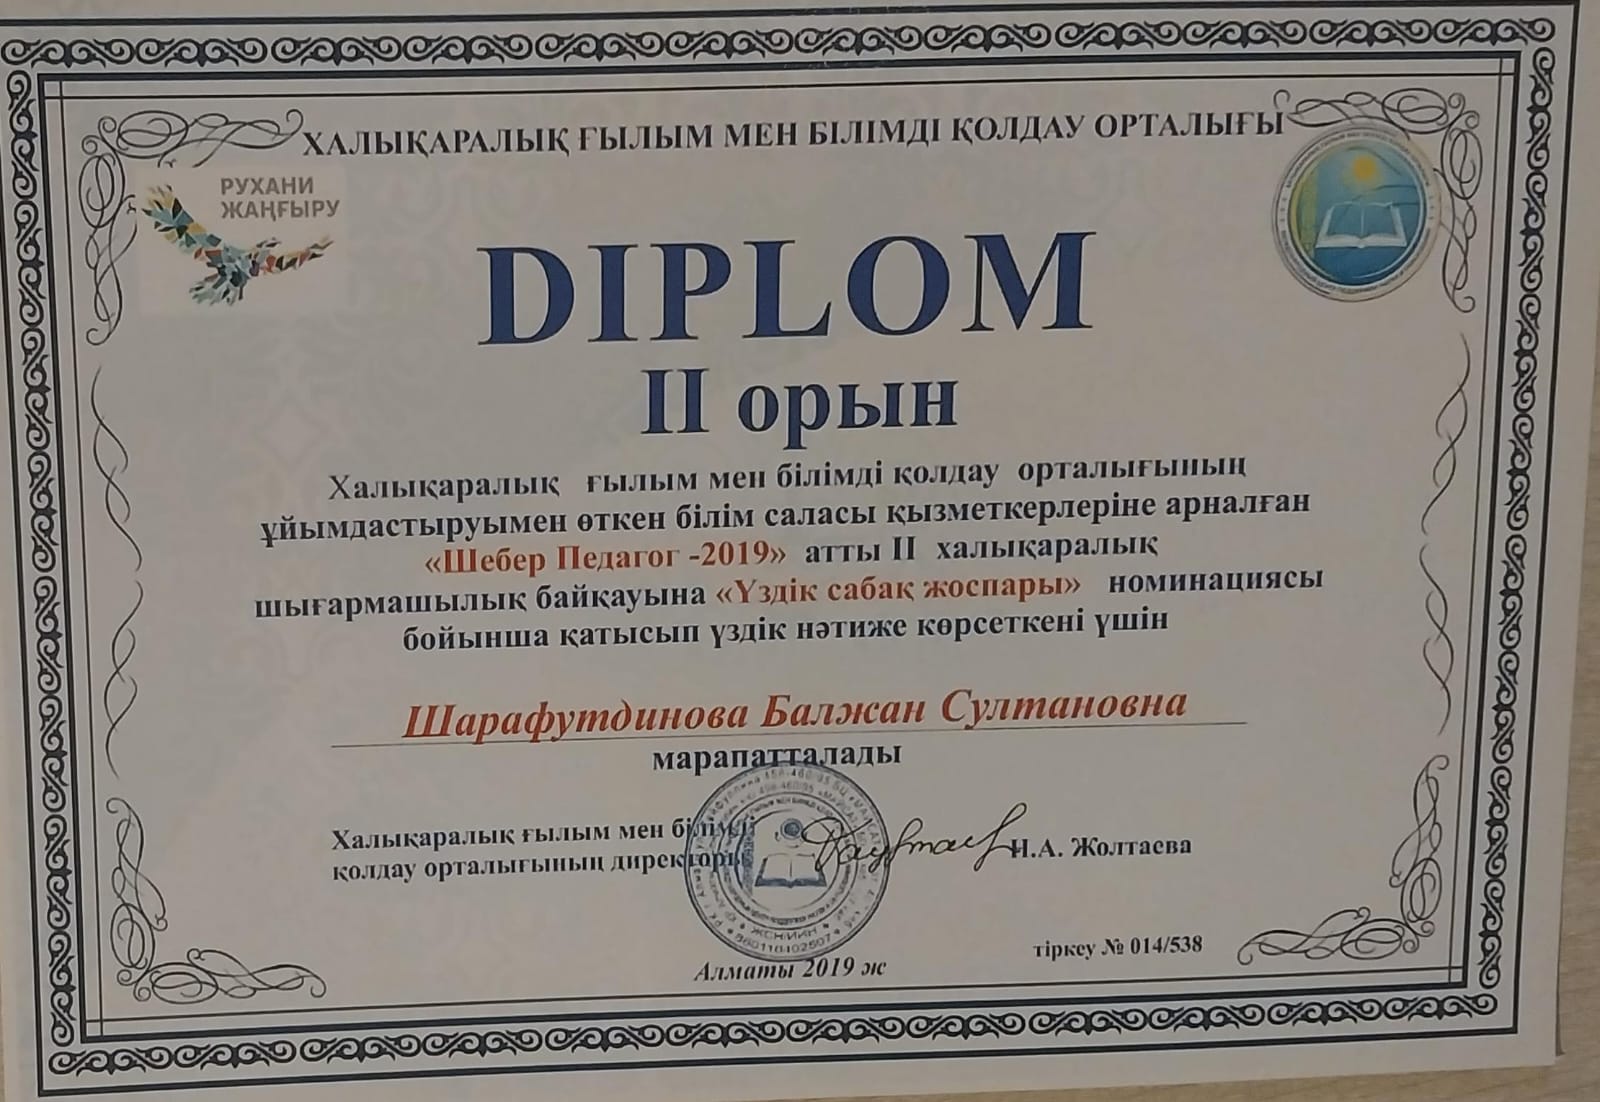 ХАЛЫҚАРАЛЫҚ ҒЫЛЫМ МЕН БІЛІМДІ ҚОЛДАУ ОРТАЛЫҒЫ
РУХАНИ
ЖАҢҒЫРУ
DIPLOM
II орын
Халықаралық ғылым мен білімді қолдау орталығының
ұйымдастыруымен өткен білім саласы қызметкерлеріне арналған
«Шебер Педагог -2019» атты II халықаралық
шығармашылық байқауына «Үздік сабақ жоспары» номинациясы
бойынша қатысып үздік нәтиже көрсеткені үшін
Шарафутдинова Балжан Султановна
марапатталады
Халықаралық ғылым мен білімді
қолдау орталығының директоры
Н.А. Жолтаева
ЖСН/ИИН
860116402507
тіркеу № 014/538
Алматы 2019 ж